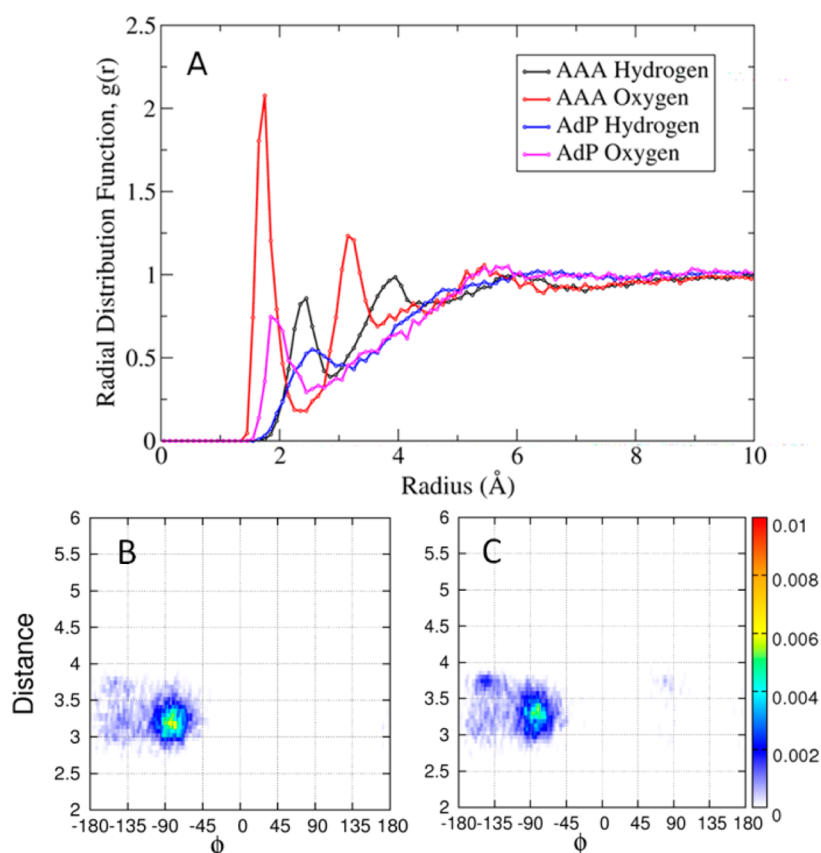 A
AAA Hydrogen
AAA Oxygen
AdP Hydrogen
AdP Oxygen
Radial Distribution Function, g(r)
2.5
2
1.5
1
0.5
0
0 2 4 6 8 10
Radius (Å)
B
Distance
6
5.5
5
4.5
4
3.5
3
2.5
2
-180 -135 -90 -45 0 45 90 135 180
ϕ
C
6
5.5
5
4.5
4
3.5
3
2.5
2
-180 -135 -90 -45 0 45 90 135 180
ϕ
0.01
0.008
0.006
0.004
0.002
0